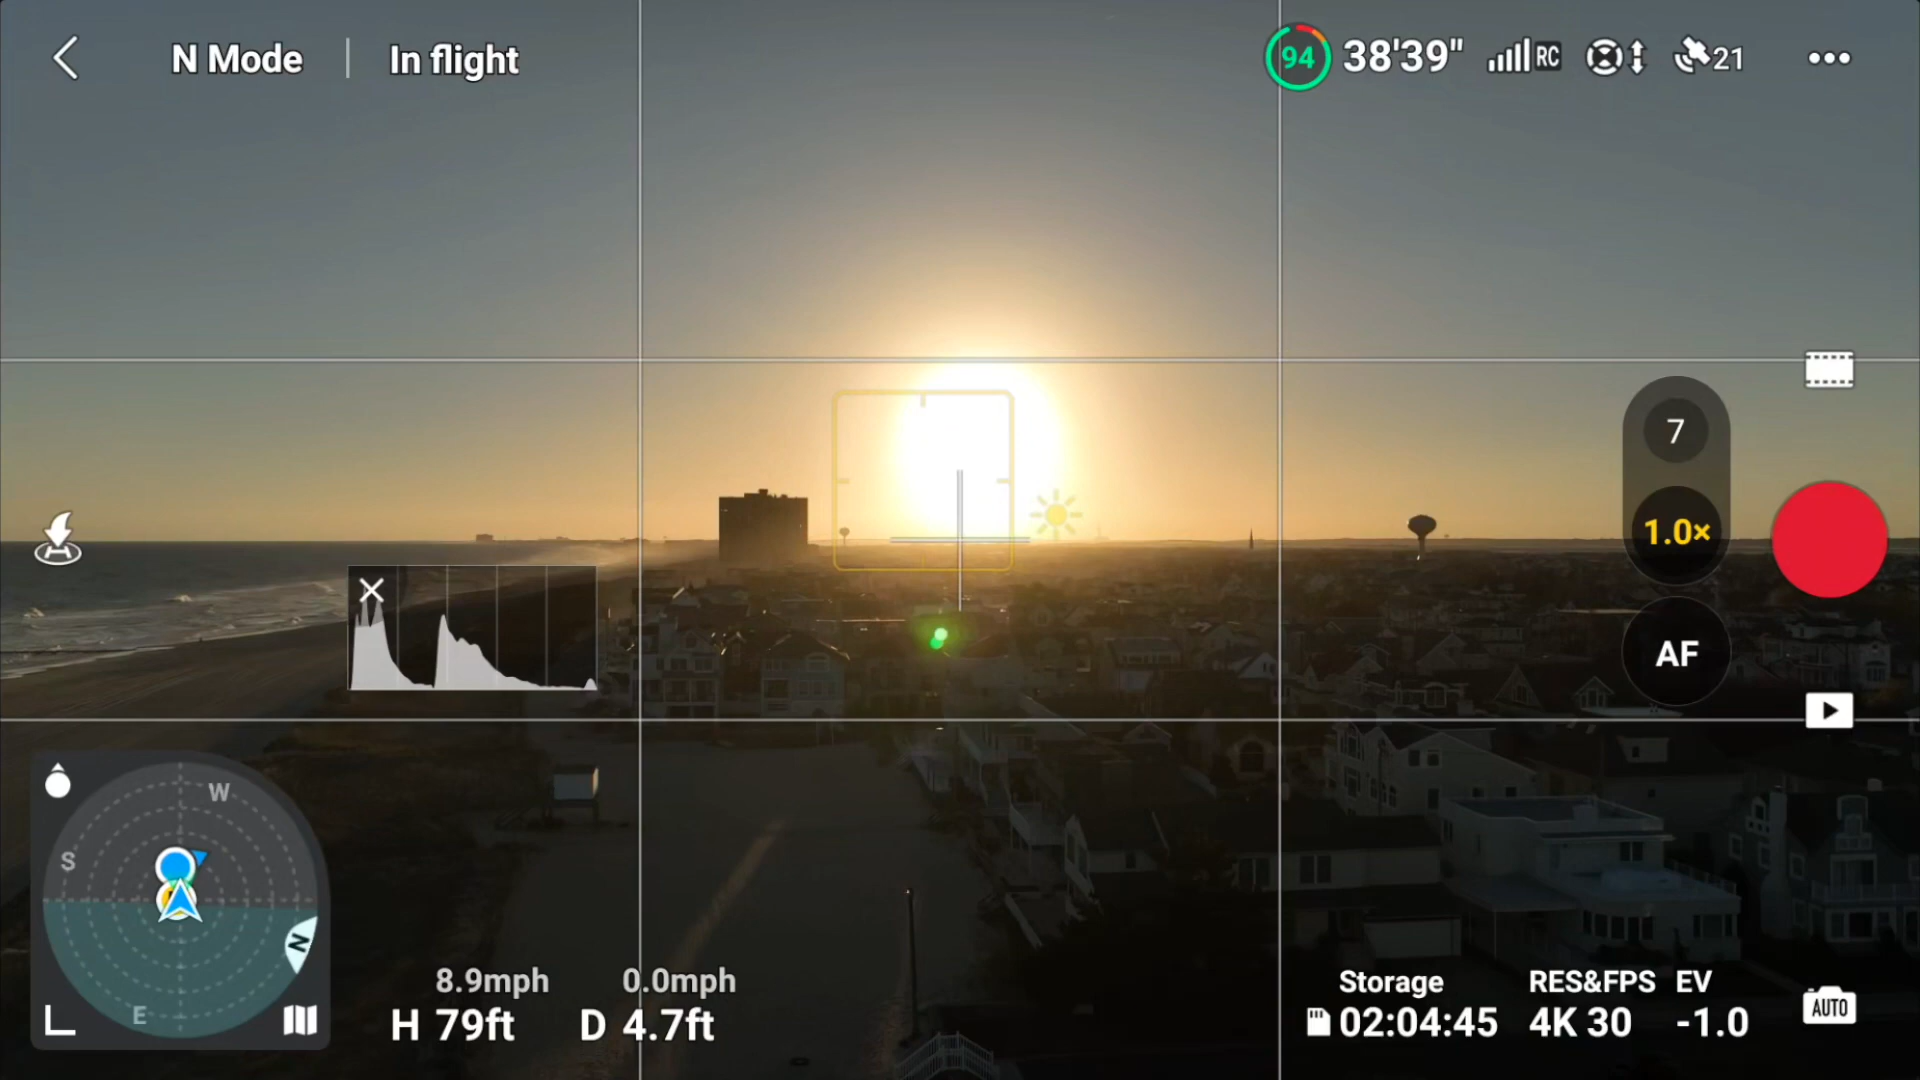 N Mode | In flight
94 38'39" RC 21
7
1.0×
AF
W
S
N
E
8.9mph 0.0mph
H 79ft D 4.7ft
Storage RES&FPS EV
02:04:45 4K 30 -1.0
AUTO